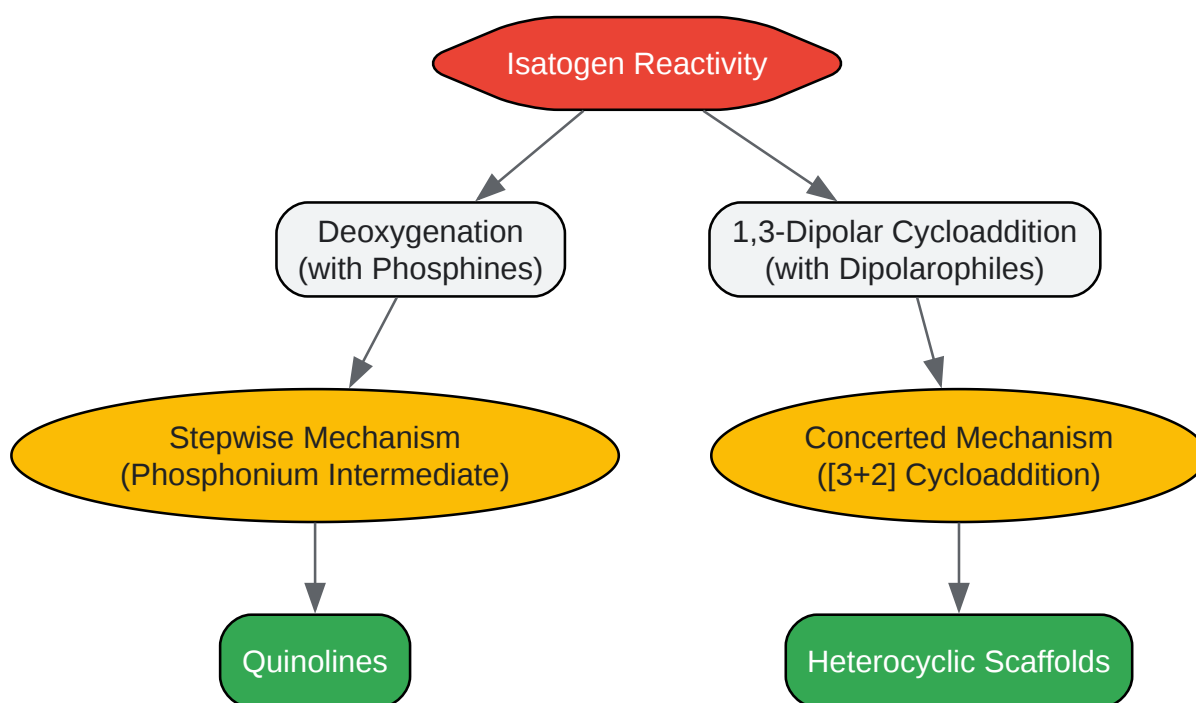 Isatogen Reactivity
Deoxygenation
(with Phosphines)
1,3-Dipolar Cycloaddition
(with Dipolarophiles)
Stepwise Mechanism
(Phosphonium Intermediate)
Concerted Mechanism
([3+2] Cycloaddition)
Quinolines
Heterocyclic Scaffolds